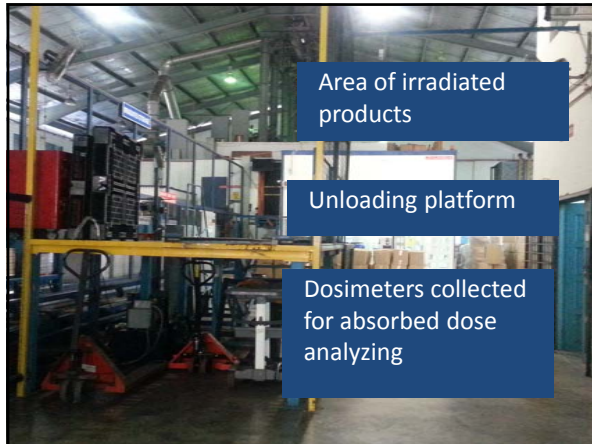 Area of irradiated
products
Unloading platform
Dosimeters collected
for absorbed dose
analyzing